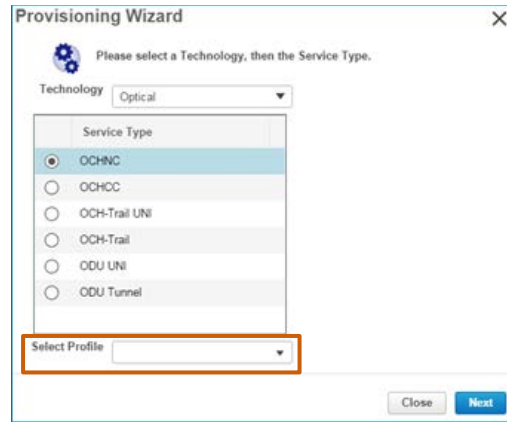 Provisioning Wizard
Please select a Technology, then the Service Type.
Technology Optical
Service Type
OCHNC
OCHCC
OCH-Trail UNI
OCH-Trail
ODU UNI
ODU Tunnel
Select Profile
Close Next